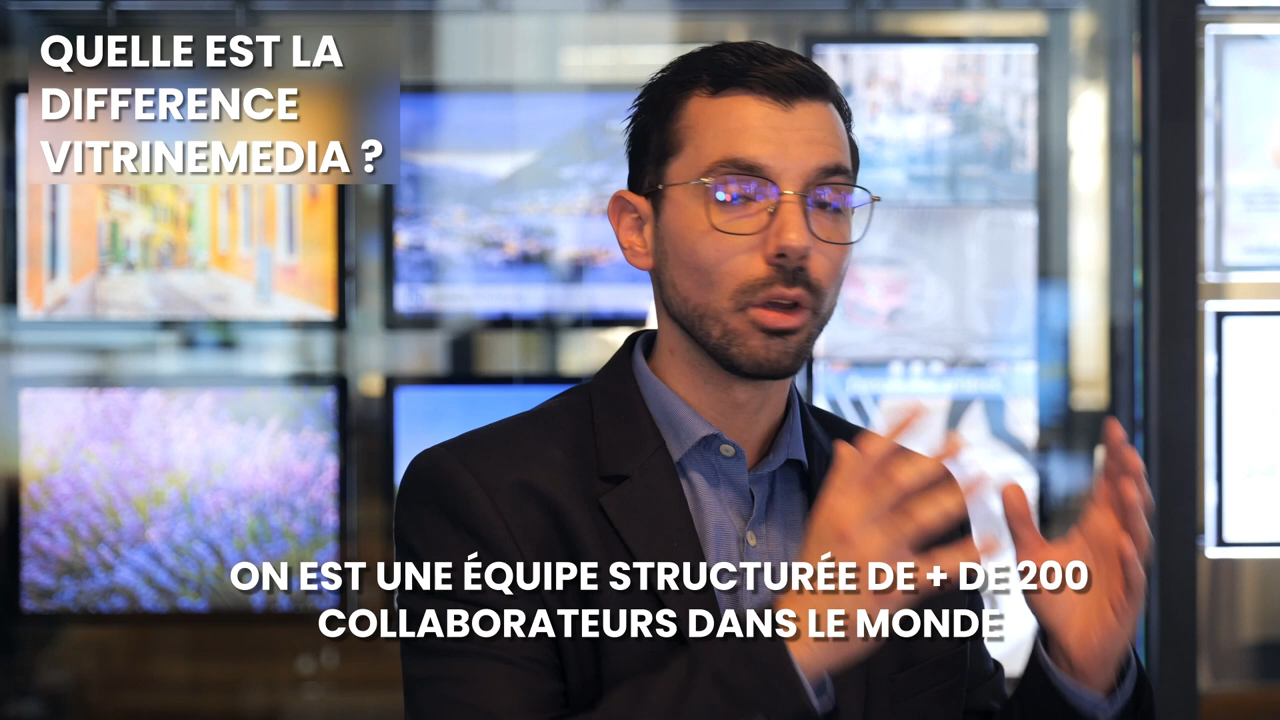 QUELLE EST LA
DIFFERENCE
VITRINEMEDIA ?
ON EST UNE ÉQUIPE STRUCTURÉE DE + DE 200
COLLABORATEURS DANS LE MONDE